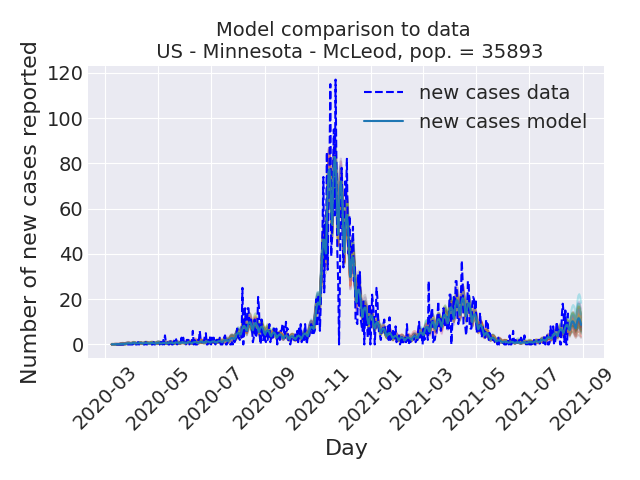 Model comparison to data
US - Minnesota - McLeod, pop. = 35893
Number of new cases reported
120
100
80
60
40
20
0
new cases data
new cases model
2020-03
2020-05
2020-07
2020-09
2020-11
2021-01
2021-03
2021-05
2021-07
2021-09
Day